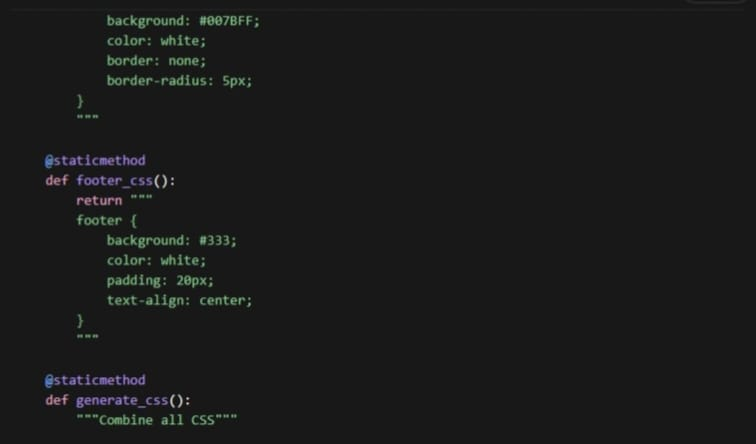 background: #007BFF;
        color: white;
        border: none;
        border-radius: 5px;
    }
    """

@staticmethod
def footer_css():
    return """
    footer {
        background: #333;
        color: white;
        padding: 20px;
        text-align: center;
    }
    """

@staticmethod
def generate_css():
    """Combine all CSS"""